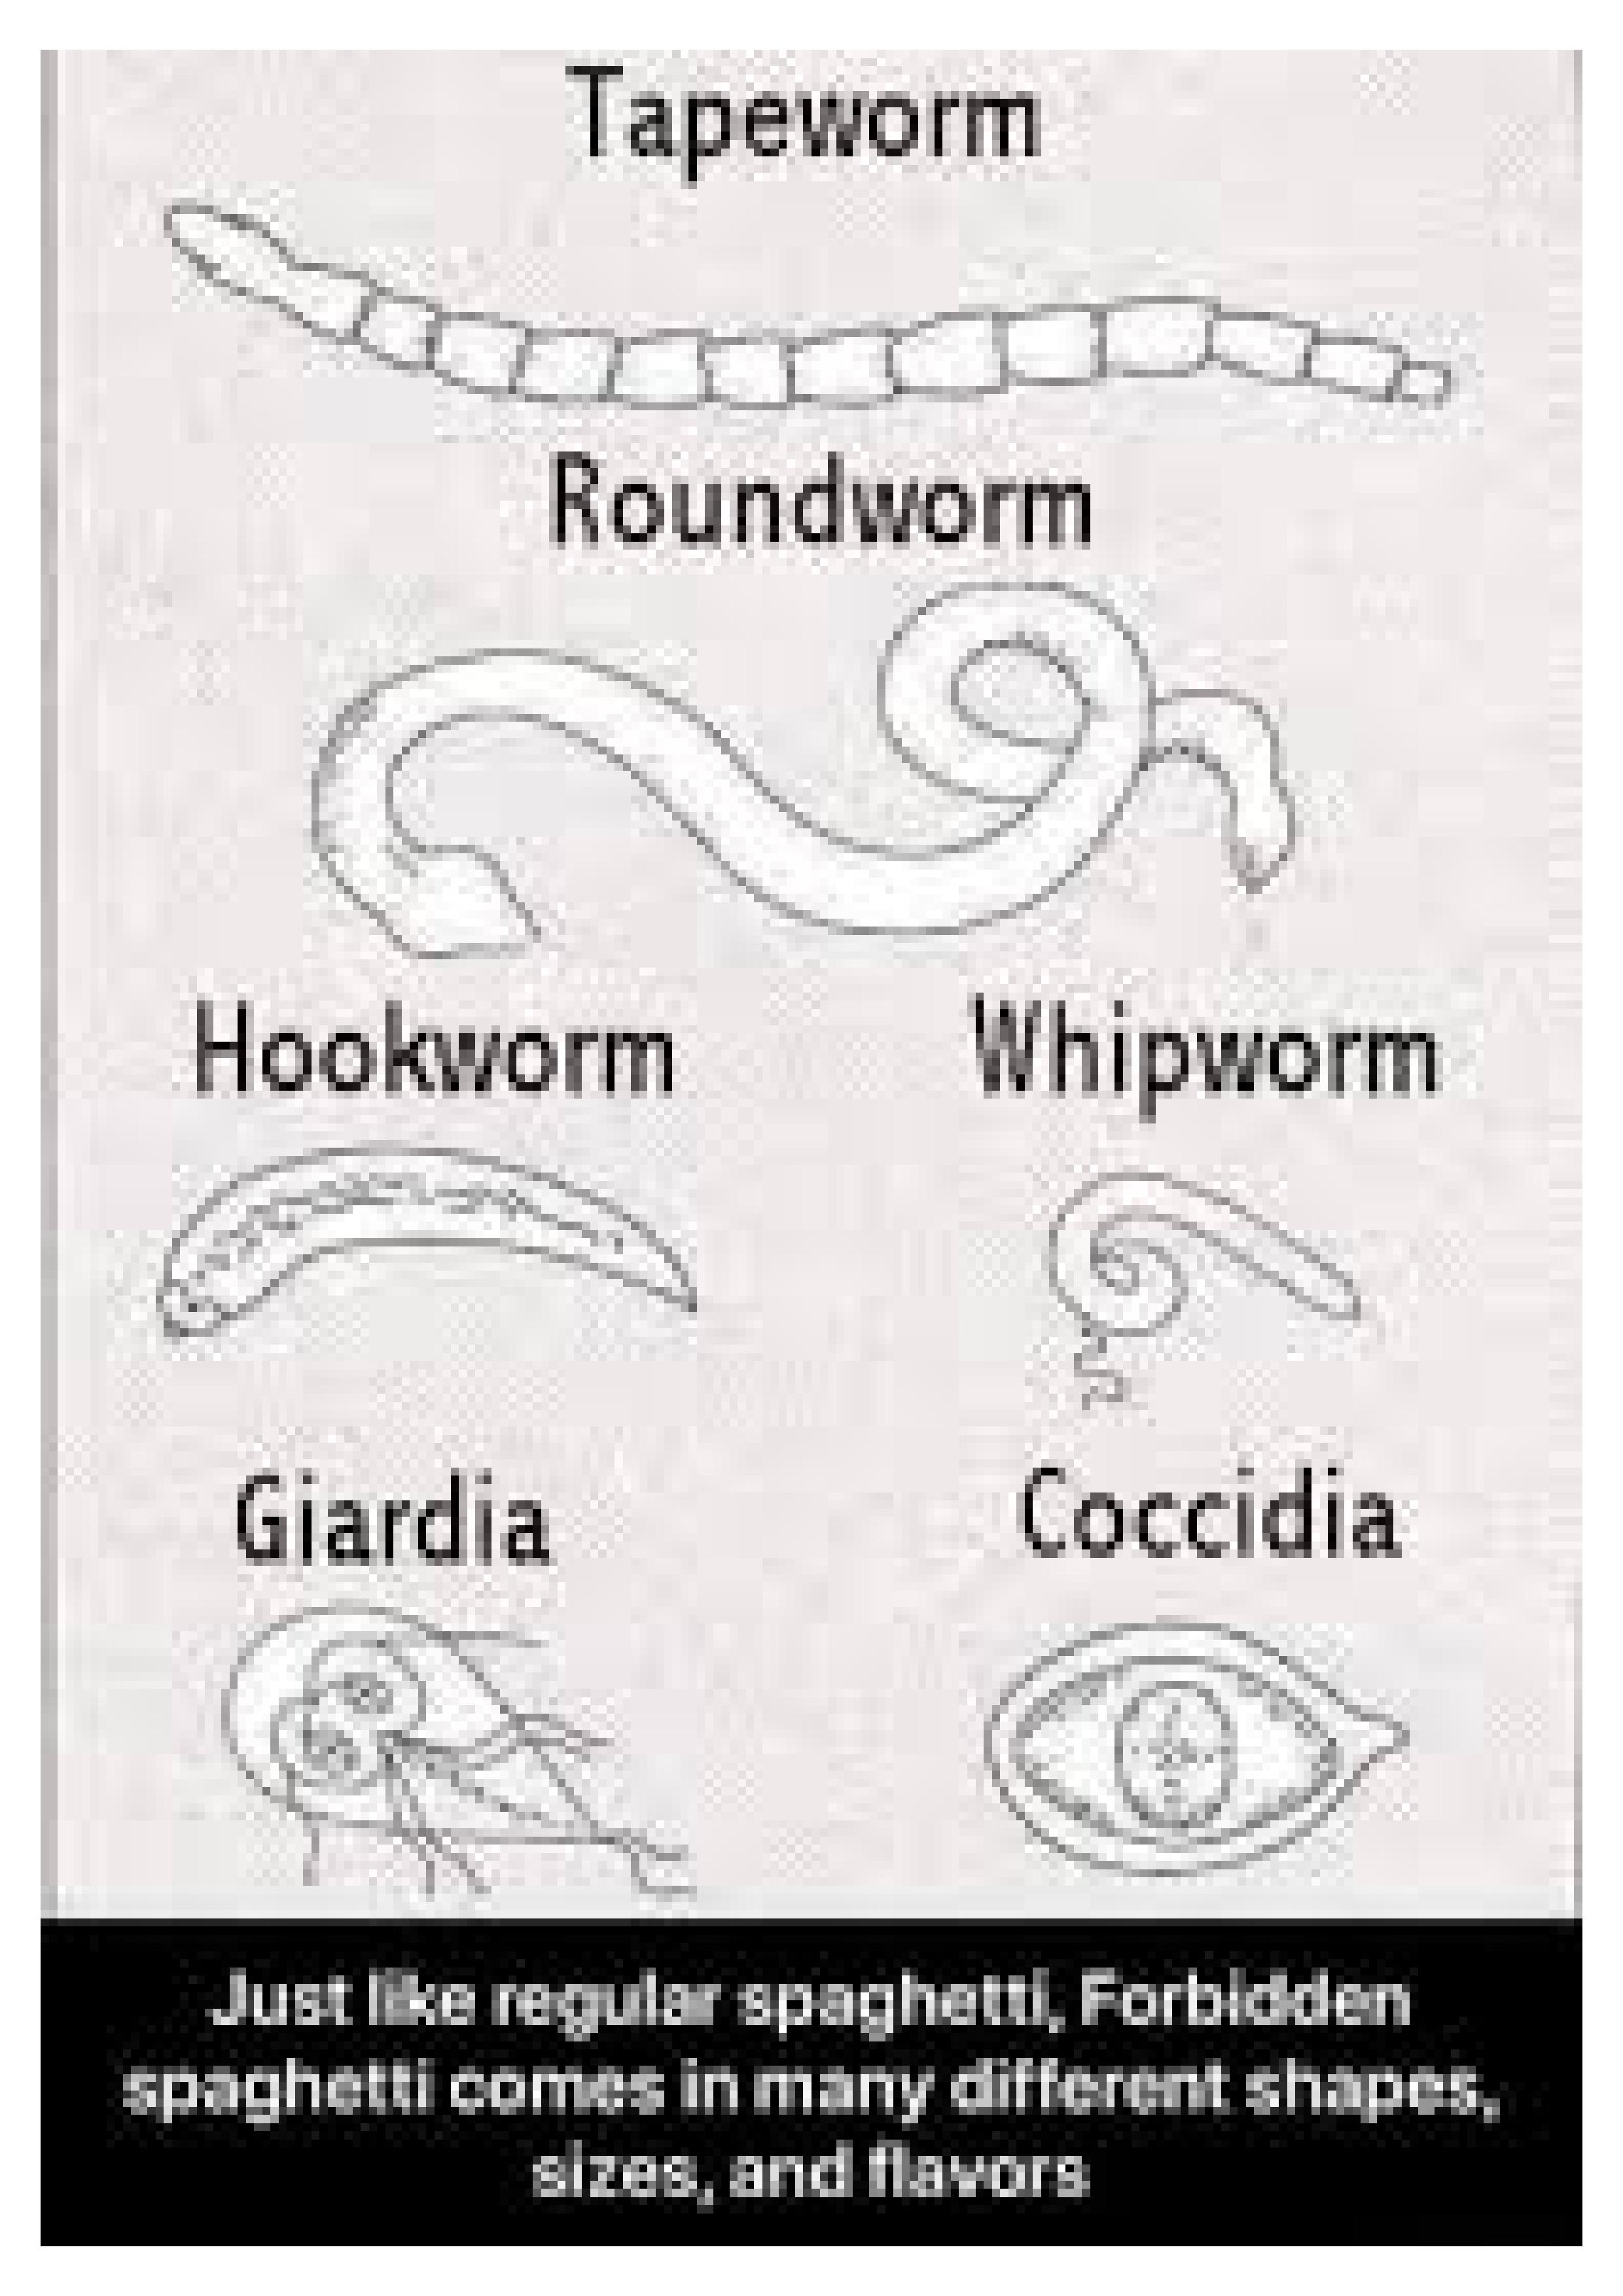 Tapeworm
Roundworm
Hookworm Whipworm
Giardia Coccidia
Just like regular spaghetti, Forbidden
spaghetti comes in many different shapes,
sizes, and flavors